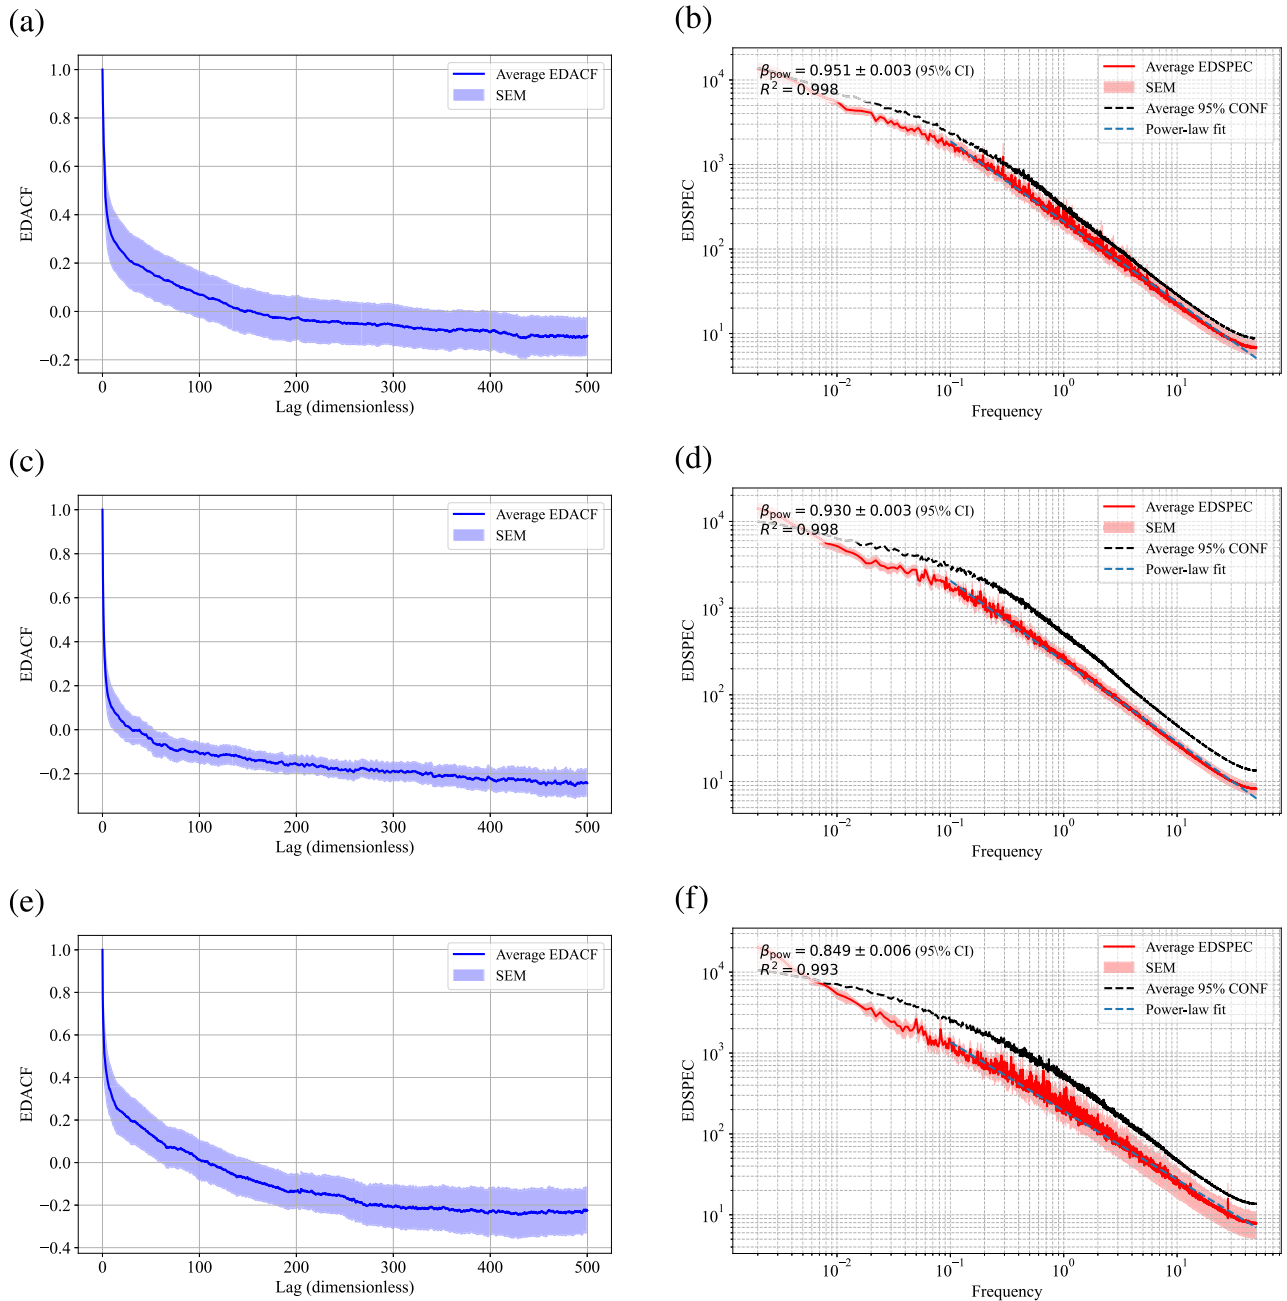 (a)
1.0
0.8
0.6
0.4
0.2
0.0
−0.2
EDACF
0 100 200 300 400 500
Lag (dimensionless)
Average EDACF
SEM
(b)
10⁴
10³
10²
10¹
EDSPEC
10⁻² 10⁻¹ 10⁰ 10¹
Frequency
βpow = 0.951 ± 0.003 (95\% CI)
R² = 0.998
Average EDSPEC
SEM
Average 95% CONF
Power-law fit
(c)
1.0
0.8
0.6
0.4
0.2
0.0
−0.2
EDACF
0 100 200 300 400 500
Lag (dimensionless)
Average EDACF
SEM
(d)
10⁴
10³
10²
10¹
EDSPEC
10⁻² 10⁻¹ 10⁰ 10¹
Frequency
βpow = 0.930 ± 0.003 (95\% CI)
R² = 0.998
Average EDSPEC
SEM
Average 95% CONF
Power-law fit
(e)
1.0
0.8
0.6
0.4
0.2
0.0
−0.2
−0.4
EDACF
0 100 200 300 400 500
Lag (dimensionless)
Average EDACF
SEM
(f)
10⁴
10³
10²
10¹
EDSPEC
10⁻² 10⁻¹ 10⁰ 10¹
Frequency
βpow = 0.849 ± 0.006 (95\% CI)
R² = 0.993
Average EDSPEC
SEM
Average 95% CONF
Power-law fit